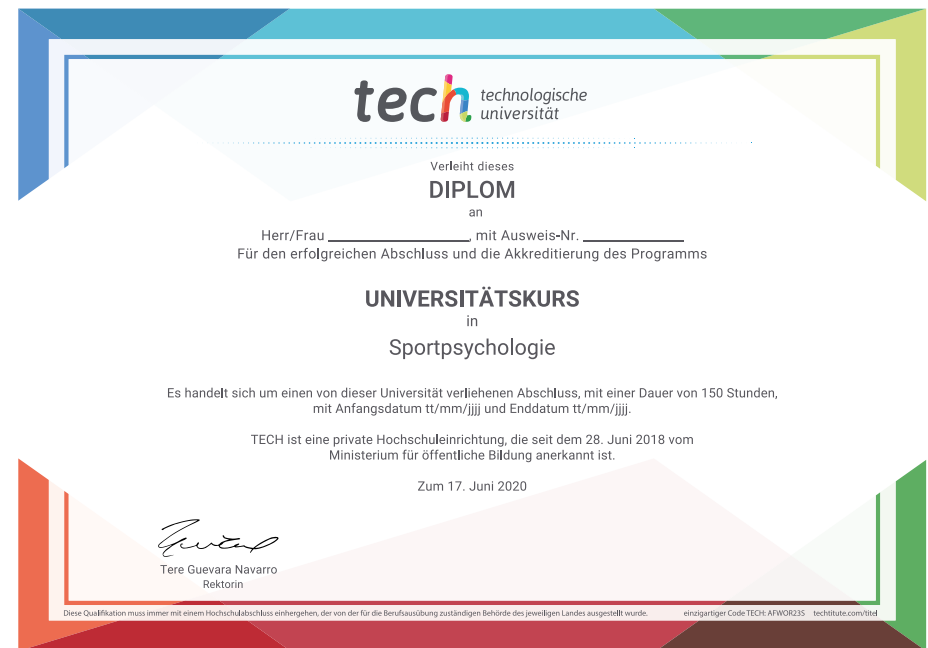 tech technologische
universität
Verleiht dieses
DIPLOM
an
Herr/Frau ________________, mit Ausweis-Nr. ____________
Für den erfolgreichen Abschluss und die Akkreditierung des Programms
UNIVERSITÄTSKURS
in
Sportpsychologie
Es handelt sich um einen von dieser Universität verliehenen Abschluss, mit einer Dauer von 150 Stunden,
mit Anfangsdatum tt/mm/jjjj und Enddatum tt/mm/jjjj.
TECH ist eine private Hochschuleinrichtung, die seit dem 28. Juni 2018 vom
Ministerium für öffentliche Bildung anerkannt ist.
Zum 17. Juni 2020
Tere Guevara Navarro
Rektorin
Diese Qualifikation muss immer mit einem Hochschulabschluss einhergehen, der von der für die Berufsausübung zuständigen Behörde des jeweiligen Landes ausgestellt wurde. einzigartiger Code TECH: AFWOR23S techtitute.com/titel